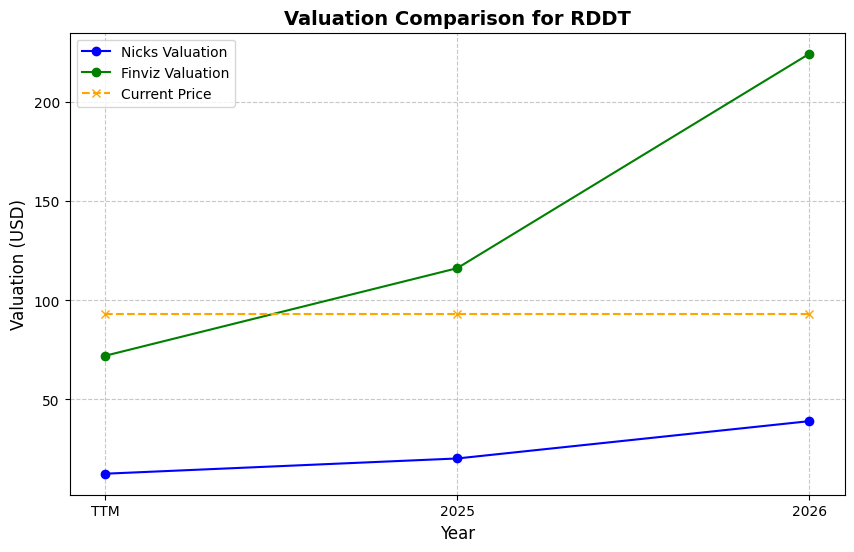 Valuation Comparison for RDDT
Nicks Valuation
Finviz Valuation
Current Price
Valuation (USD)
200
150
100
50
TTM
2025
2026
Year